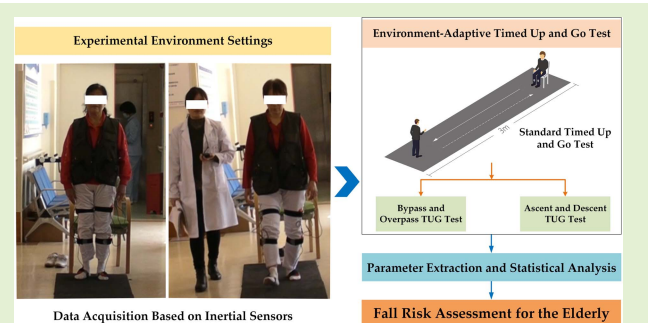 Experimental Environment Settings
Data Acquisition Based on Inertial Sensors
Environment-Adaptive Timed Up and Go Test
3m
Standard Timed Up
and Go Test
Bypass and
Overpass TUG Test
Ascent and Descent
TUG Test
Parameter Extraction and Statistical Analysis
Fall Risk Assessment for the Elderly